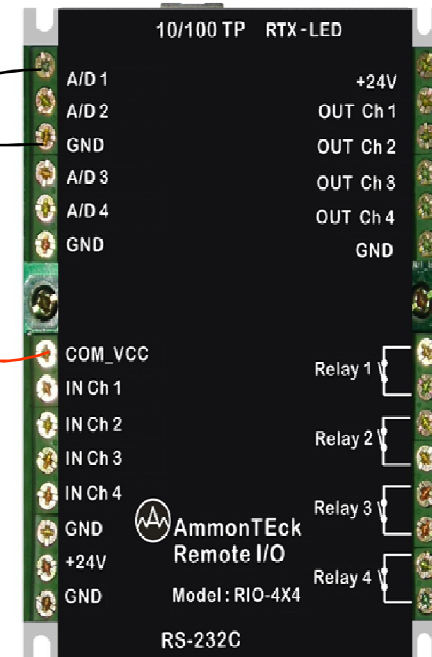 10/100 TP RTX-LED
A/D 1
A/D 2
GND
A/D 3
A/D 4
GND
+24V
OUT Ch 1
OUT Ch 2
OUT Ch 3
OUT Ch 4
GND
COM_VCC
IN Ch 1
IN Ch 2
IN Ch 3
IN Ch 4
GND
+24V
GND
Relay 1
Relay 2
Relay 3
Relay 4
AmmonTEck
Remote I/O
Model : RIO-4X4
RS-232C